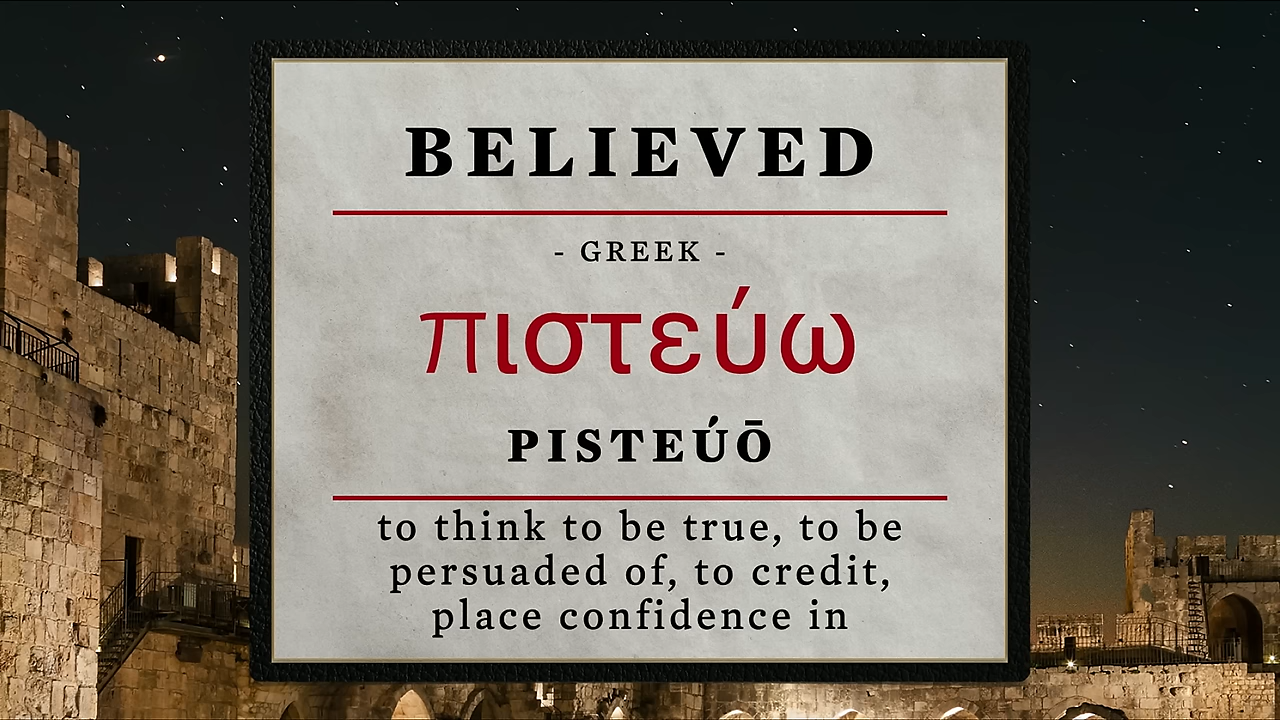 BELIEVED
- GREEK -
πιστεύω
PISTEÚŌ
to think to be true, to be
persuaded of, to credit,
place confidence in